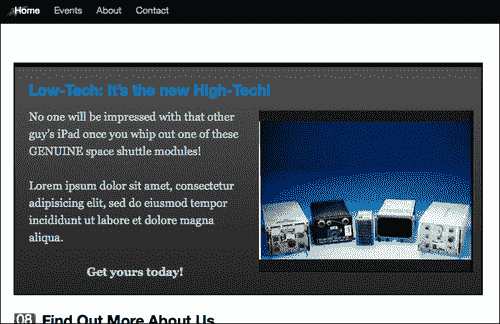 Home Events About Contact
Low-Tech: It's the new High-Tech!
No one will be impressed with that other
guy's iPad once you whip out one of these
GENUINE space shuttle modules!
Lorem ipsum dolor sit amet, consectetur
adipisicing elit, sed do eiusmod tempor
incididunt ut labore et dolore magna
aliqua.
Get yours today!
08 Find Out More About Us